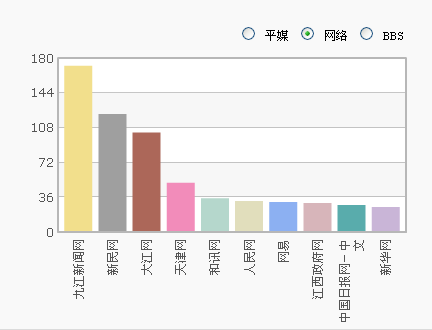 平媒 网络 BBS
180
144
108
72
36
0
九江新闻网
新民网
大江网
天津网
和讯网
人民网
网易
江西政府网
中国日报网－中
文
新华网